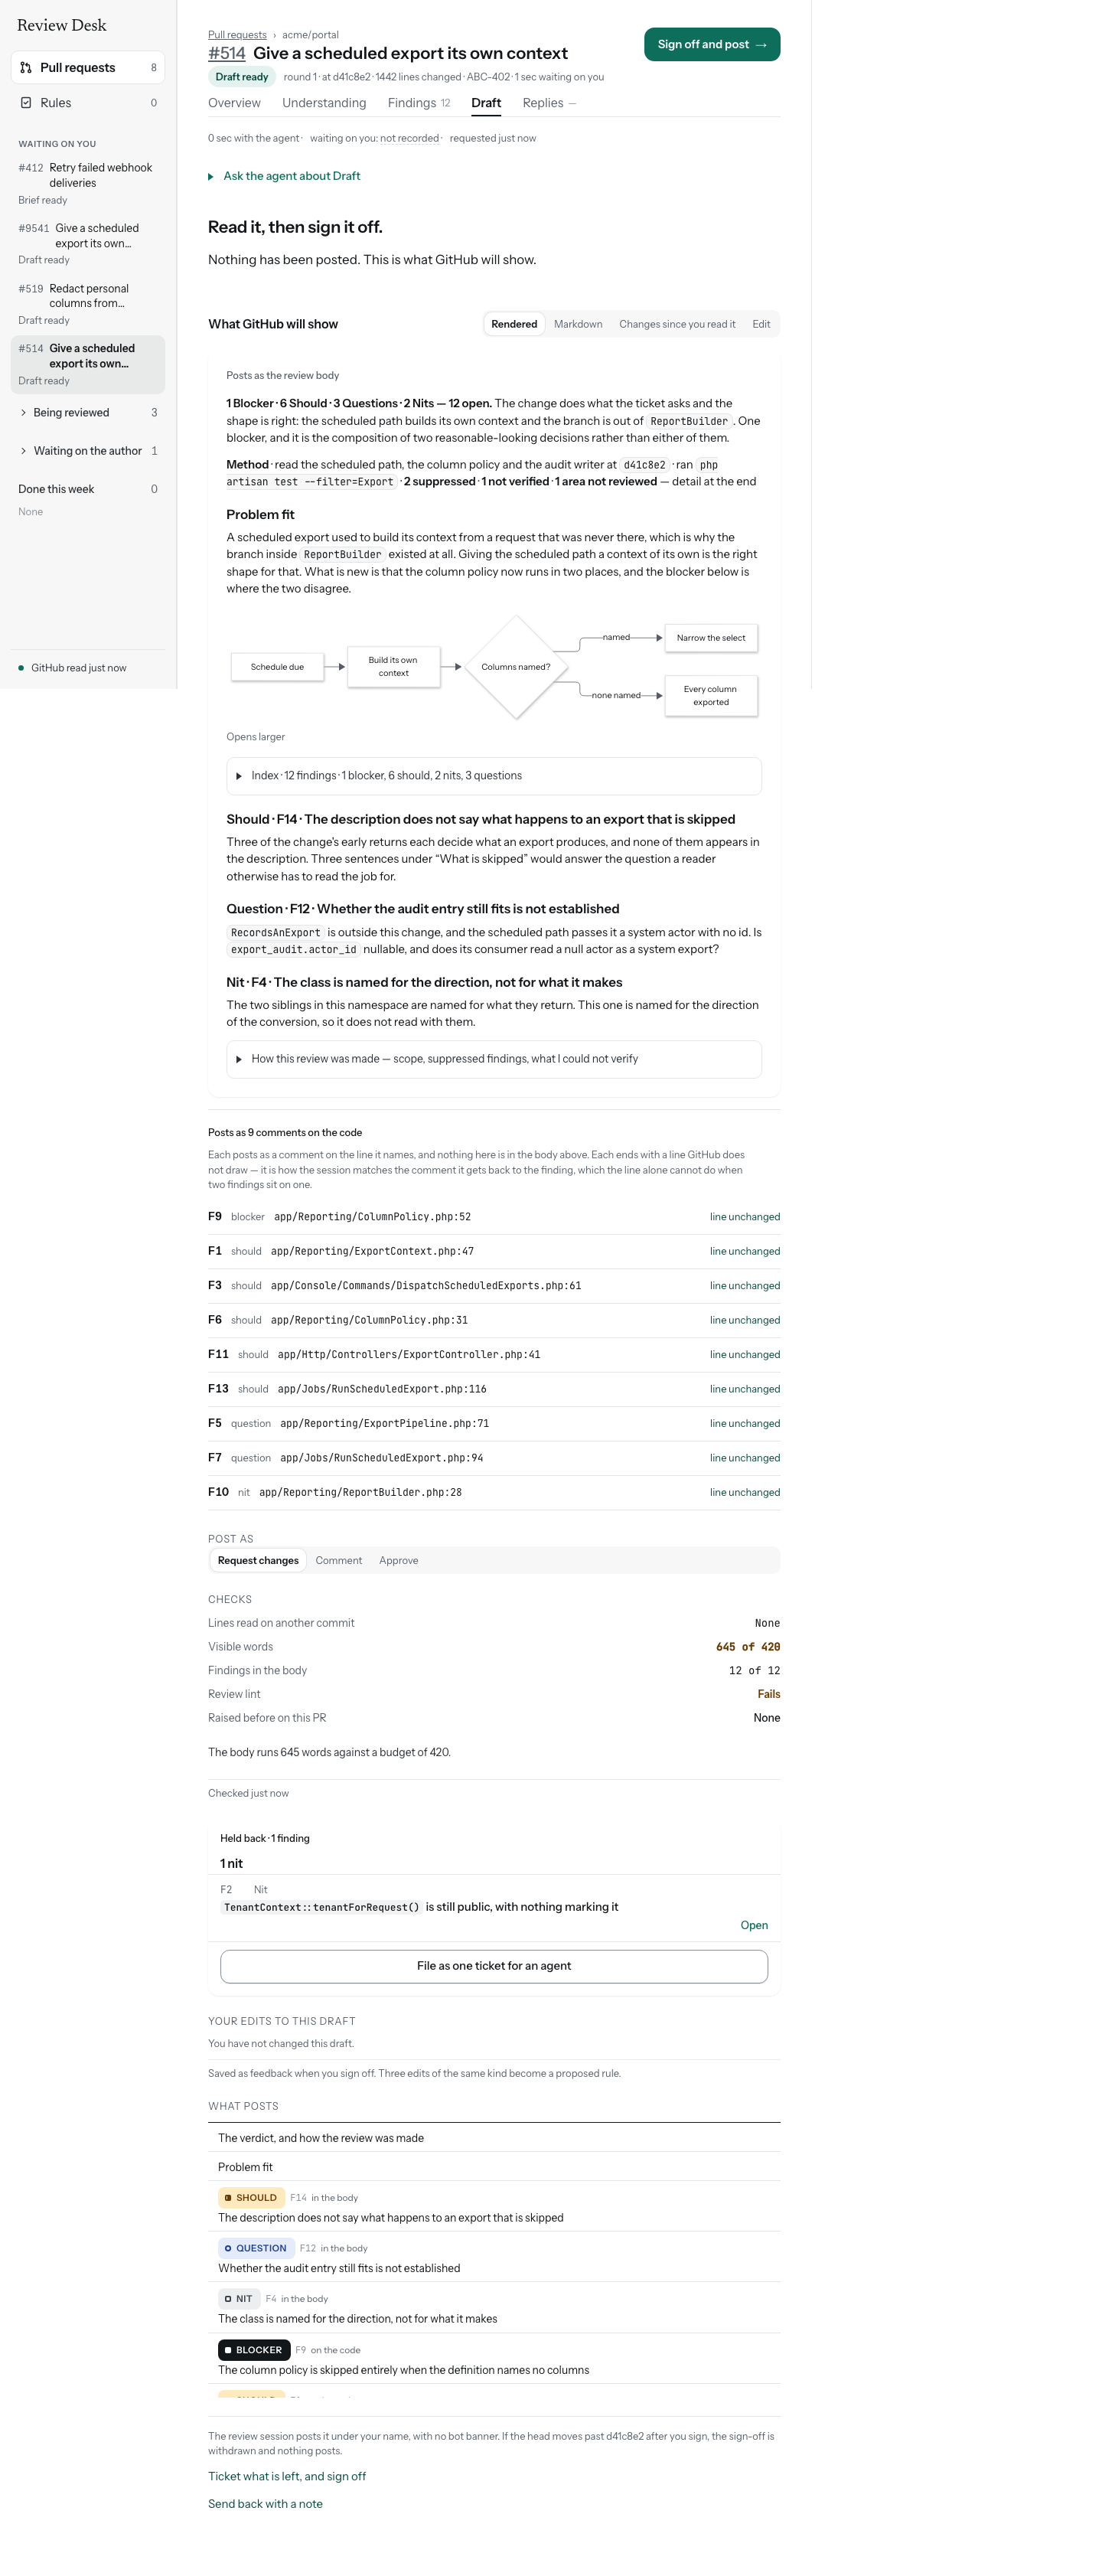 Review Desk
Pull requests 8
Rules 0
WAITING ON YOU
#412 Retry failed webhook
deliveries
Brief ready
#9541 Give a scheduled
export its own…
Draft ready
#519 Redact personal
columns from…
Draft ready
#514 Give a scheduled
export its own…
Draft ready
Being reviewed 3
Waiting on the author 1
Done this week 0
None
GitHub read just now
Pull requests › acme/portal
#514 Give a scheduled export its own context
Sign off and post →
Draft ready round 1 · at d41c8e2 · 1442 lines changed · ABC-402 · 1 sec waiting on you
Overview Understanding Findings 12 Draft Replies —
0 sec with the agent · waiting on you: not recorded · requested just now
Ask the agent about Draft
Read it, then sign it off.
Nothing has been posted. This is what GitHub will show.
What GitHub will show
Rendered Markdown Changes since you read it Edit
Posts as the review body
1 Blocker · 6 Should · 3 Questions · 2 Nits — 12 open. The change does what the ticket asks and the
shape is right: the scheduled path builds its own context and the branch is out of ReportBuilder. One
blocker, and it is the composition of two reasonable-looking decisions rather than either of them.
Method · read the scheduled path, the column policy and the audit writer at d41c8e2 · ran php
artisan test --filter=Export · 2 suppressed · 1 not verified · 1 area not reviewed — detail at the end
Problem fit
A scheduled export used to build its context from a request that was never there, which is why the
branch inside ReportBuilder existed at all. Giving the scheduled path a context of its own is the right
shape for that. What is new is that the column policy now runs in two places, and the blocker below is
where the two disagree.
Schedule due
Build its own
context
Columns named?
named
Narrow the select
none named
Every column
exported
Opens larger
Index · 12 findings · 1 blocker, 6 should, 2 nits, 3 questions
Should · F14 · The description does not say what happens to an export that is skipped
Three of the change's early returns each decide what an export produces, and none of them appears in
the description. Three sentences under “What is skipped” would answer the question a reader
otherwise has to read the job for.
Question · F12 · Whether the audit entry still fits is not established
RecordsAnExport is outside this change, and the scheduled path passes it a system actor with no id. Is
export_audit.actor_id nullable, and does its consumer read a null actor as a system export?
Nit · F4 · The class is named for the direction, not for what it makes
The two siblings in this namespace are named for what they return. This one is named for the direction
of the conversion, so it does not read with them.
How this review was made — scope, suppressed findings, what I could not verify
Posts as 9 comments on the code
Each posts as a comment on the line it names, and nothing here is in the body above. Each ends with a line GitHub does
not draw — it is how the session matches the comment it gets back to the finding, which the line alone cannot do when
two findings sit on one.
F9 blocker app/Reporting/ColumnPolicy.php:52 line unchanged
F1 should app/Reporting/ExportContext.php:47 line unchanged
F3 should app/Console/Commands/DispatchScheduledExports.php:61 line unchanged
F6 should app/Reporting/ColumnPolicy.php:31 line unchanged
F11 should app/Http/Controllers/ExportController.php:41 line unchanged
F13 should app/Jobs/RunScheduledExport.php:116 line unchanged
F5 question app/Reporting/ExportPipeline.php:71 line unchanged
F7 question app/Jobs/RunScheduledExport.php:94 line unchanged
F10 nit app/Reporting/ReportBuilder.php:28 line unchanged
POST AS
Request changes Comment Approve
CHECKS
Lines read on another commit None
Visible words 645 of 420
Findings in the body 12 of 12
Review lint Fails
Raised before on this PR None
The body runs 645 words against a budget of 420.
Checked just now
Held back · 1 finding
1 nit
F2 Nit
TenantContext::tenantForRequest() is still public, with nothing marking it
Open
File as one ticket for an agent
YOUR EDITS TO THIS DRAFT
You have not changed this draft.
Saved as feedback when you sign off. Three edits of the same kind become a proposed rule.
WHAT POSTS
The verdict, and how the review was made
Problem fit
SHOULD F14 in the body
The description does not say what happens to an export that is skipped
QUESTION F12 in the body
Whether the audit entry still fits is not established
NIT F4 in the body
The class is named for the direction, not for what it makes
BLOCKER F9 on the code
The column policy is skipped entirely when the definition names no columns
The review session posts it under your name, with no bot banner. If the head moves past d41c8e2 after you sign, the sign-off is
withdrawn and nothing posts.
Ticket what is left, and sign off
Send back with a note